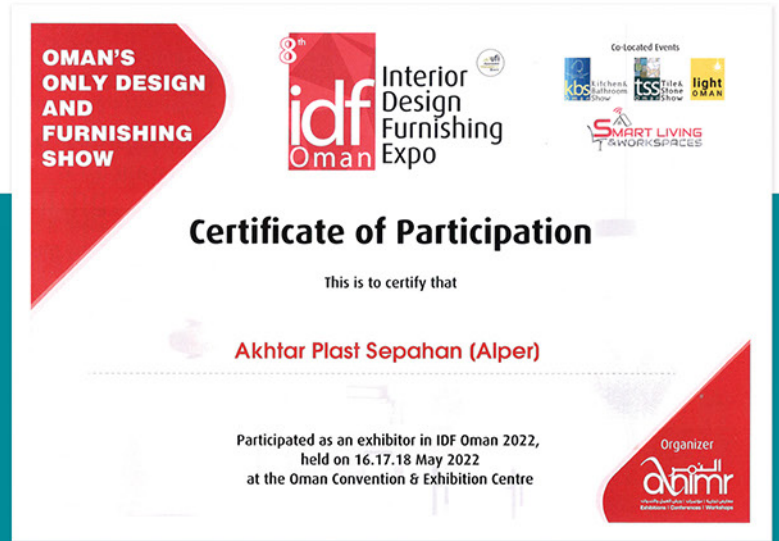 OMAN'S
ONLY DESIGN
AND
FURNISHING
SHOW
8th
idf
Oman
Interior
Design
Furnishing
Expo
ufi
Co-Located Events
kbs Kitchen &
Bathroom
Show
tss Tile &
Stone
Show
light
OMAN
SMART LIVING
& WORKSPACES
Certificate of Participation
This is to certify that
Akhtar Plast Sepahan (Alper)
Participated as an exhibitor in IDF Oman 2022,
held on 16.17.18 May 2022
at the Oman Convention & Exhibition Centre
Organizer
النمر
alnimr
Exhibitions | Conferences | Workshops